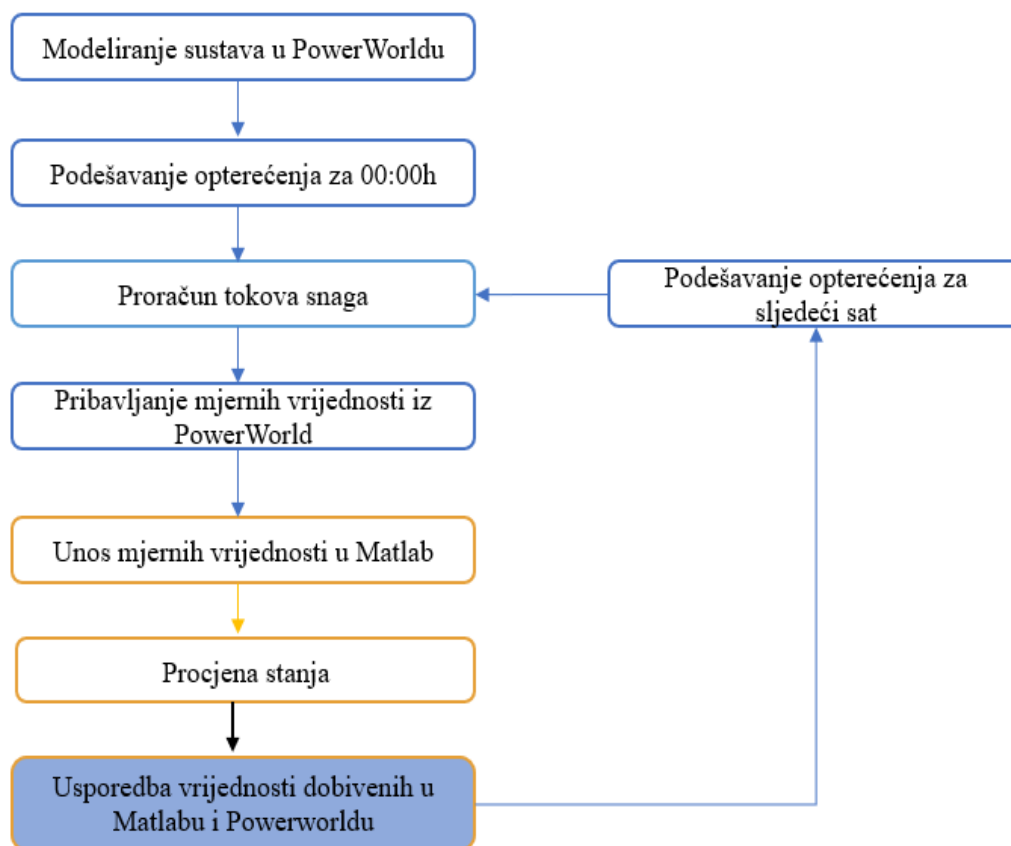 Modeliranje sustava u PowerWorldu
Podešavanje opterećenja za 00:00h
Proračun tokova snaga
Podešavanje opterećenja za
sljedeći sat
Pribavljanje mjernih vrijednosti iz
PowerWorld
Unos mjernih vrijednosti u Matlab
Procjena stanja
Usporedba vrijednosti dobivenih u
Matlabu i Powerworldu